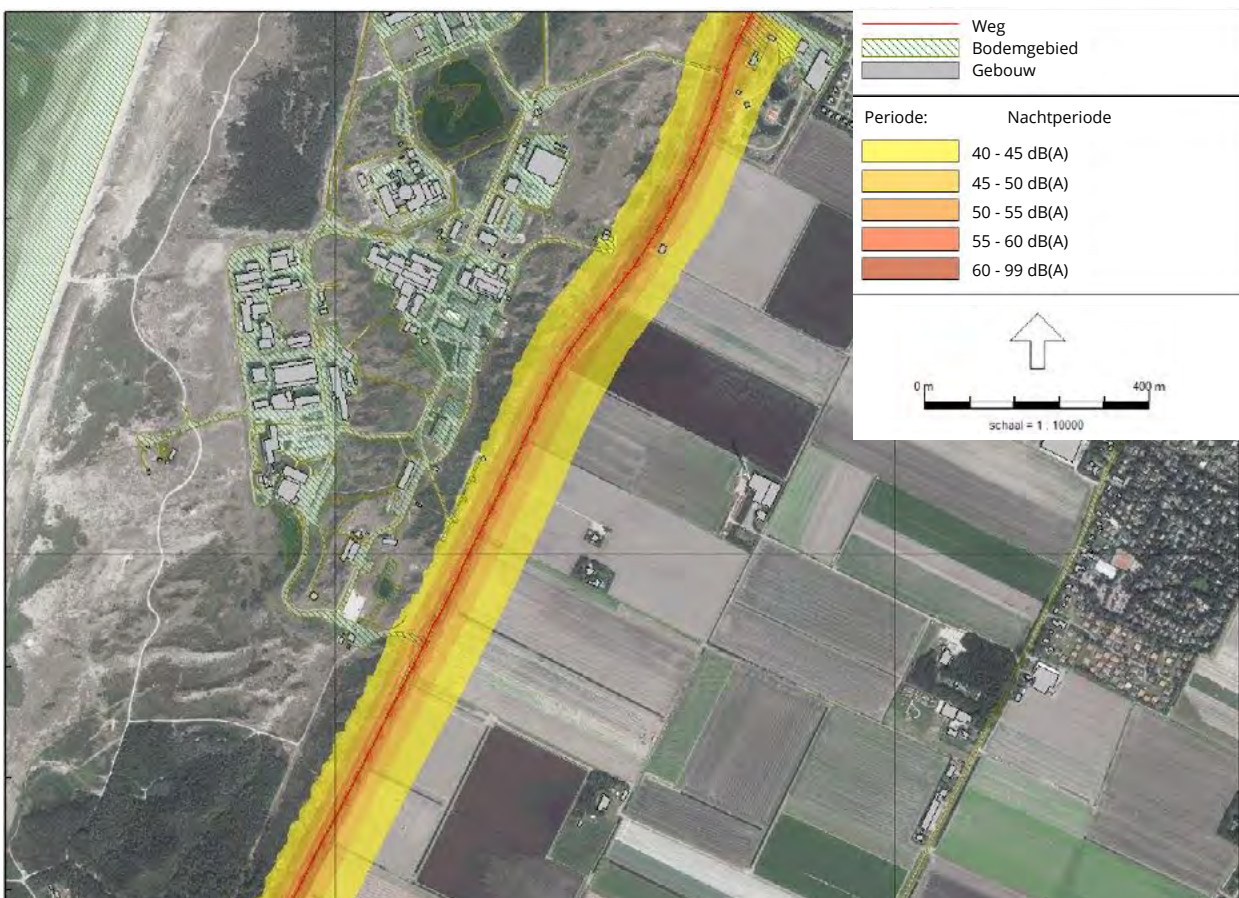 Weg
Bodemgebied
Gebouw
Periode: Nachtperiode
40 - 45 dB(A)
45 - 50 dB(A)
50 - 55 dB(A)
55 - 60 dB(A)
60 - 99 dB(A)
0 m 400 m
schaal = 1 : 10000